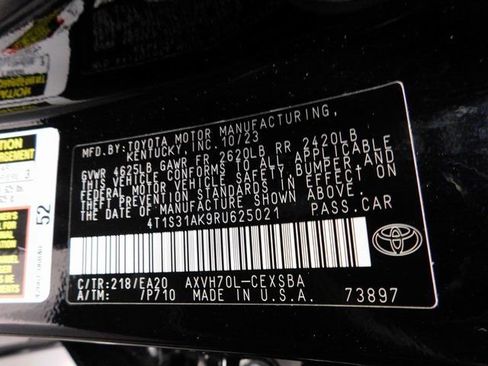 MFD.BY:TOYOTA MOTOR MANUFACTURING,
KENTUCKY, INC. 10/23
GVWR 4625LB GAWR FR 2620LB RR 2420LB
THIS VEHICLE CONFORMS TO ALL APPLICABLE
FEDERAL MOTOR VEHICLE SAFETY, BUMPER, AND
THEFT PREVENTION STANDARDS IN EFFECT ON
THE DATE OF MANUFACTURE SHOWN ABOVE.
4T1S31AK9RU625021 PASS.CAR
C/TR:218/EA20 AXVH70L-CEXSBA
A/TM: /P710 MADE IN U.S.A. 73897
52